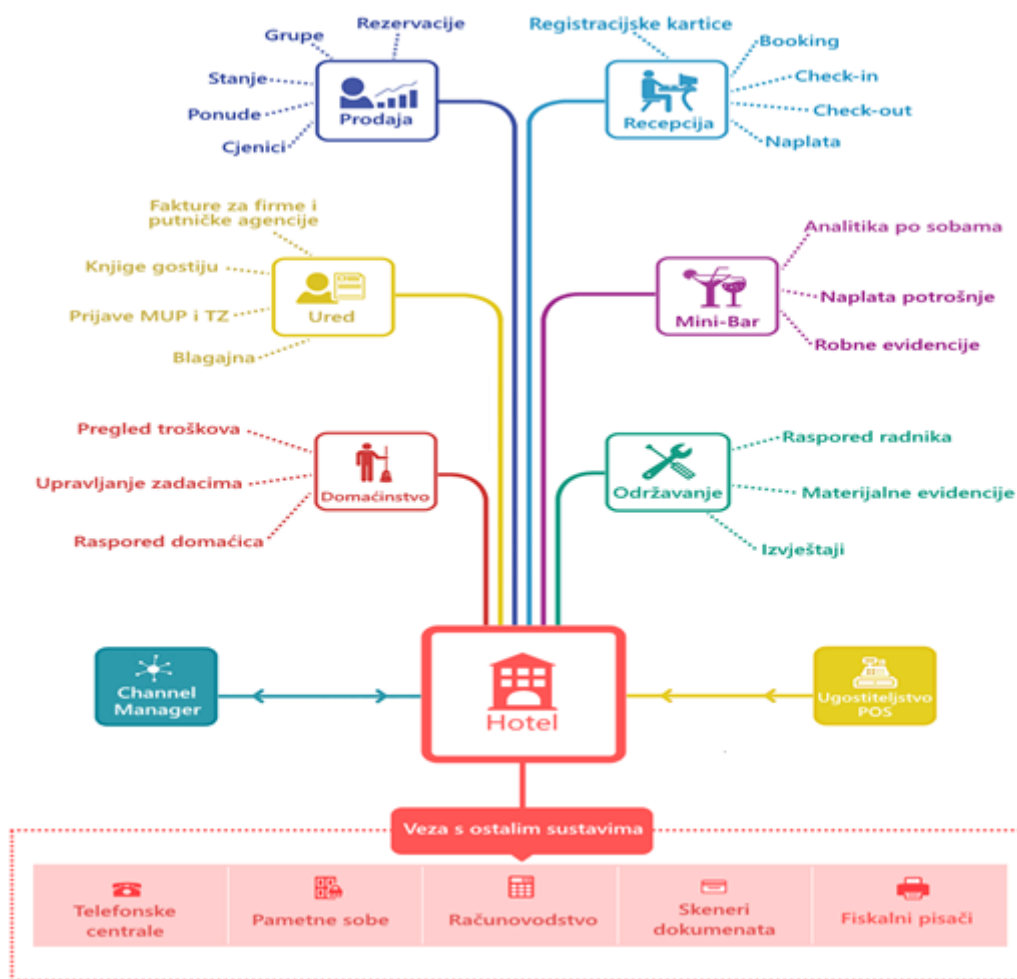 Rezervacije
Grupe
Stanje
Ponude
Cjenici
Prodaja
Registracijske kartice
Booking
Check-in
Check-out
Naplata
Recepcija
Fakture za firme i
putničke agencije
Knjige gostiju
Prijave MUP i TZ
Blagajna
Ured
Analitika po sobama
Naplata potrošnje
Robne evidencije
Mini-Bar
Pregled troškova
Upravljanje zadacima
Raspored domaćica
Domaćinstvo
Raspored radnika
Materijalne evidencije
Izvještaji
Održavanje
Channel
Manager
Hotel
Ugostiteljstvo
POS
Veza s ostalim sustavima
Telefonske
centrale
Pametne sobe
Računovodstvo
Skeneri
dokumenata
Fiskalni pisači